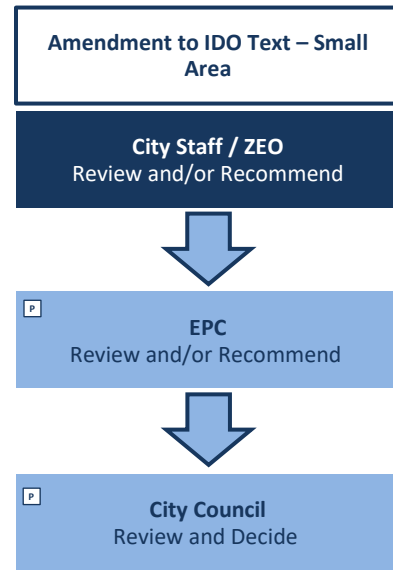 Amendment to IDO Text – Small
Area
City Staff / ZEO
Review and/or Recommend
P
EPC
Review and/or Recommend
P
City Council
Review and Decide